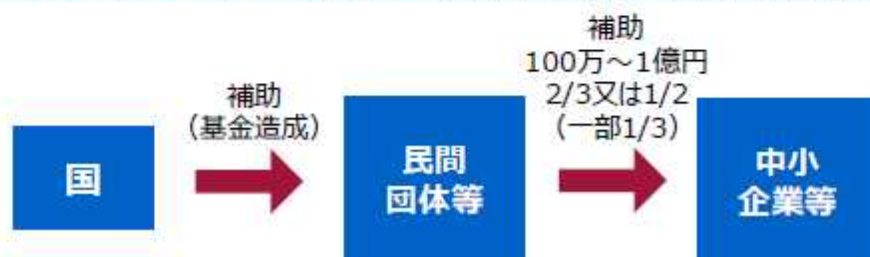 国
補助
（基金造成）
民間
団体等
補助
100万～1億円
2/3又は1/2
（一部1/3）
中小
企業等